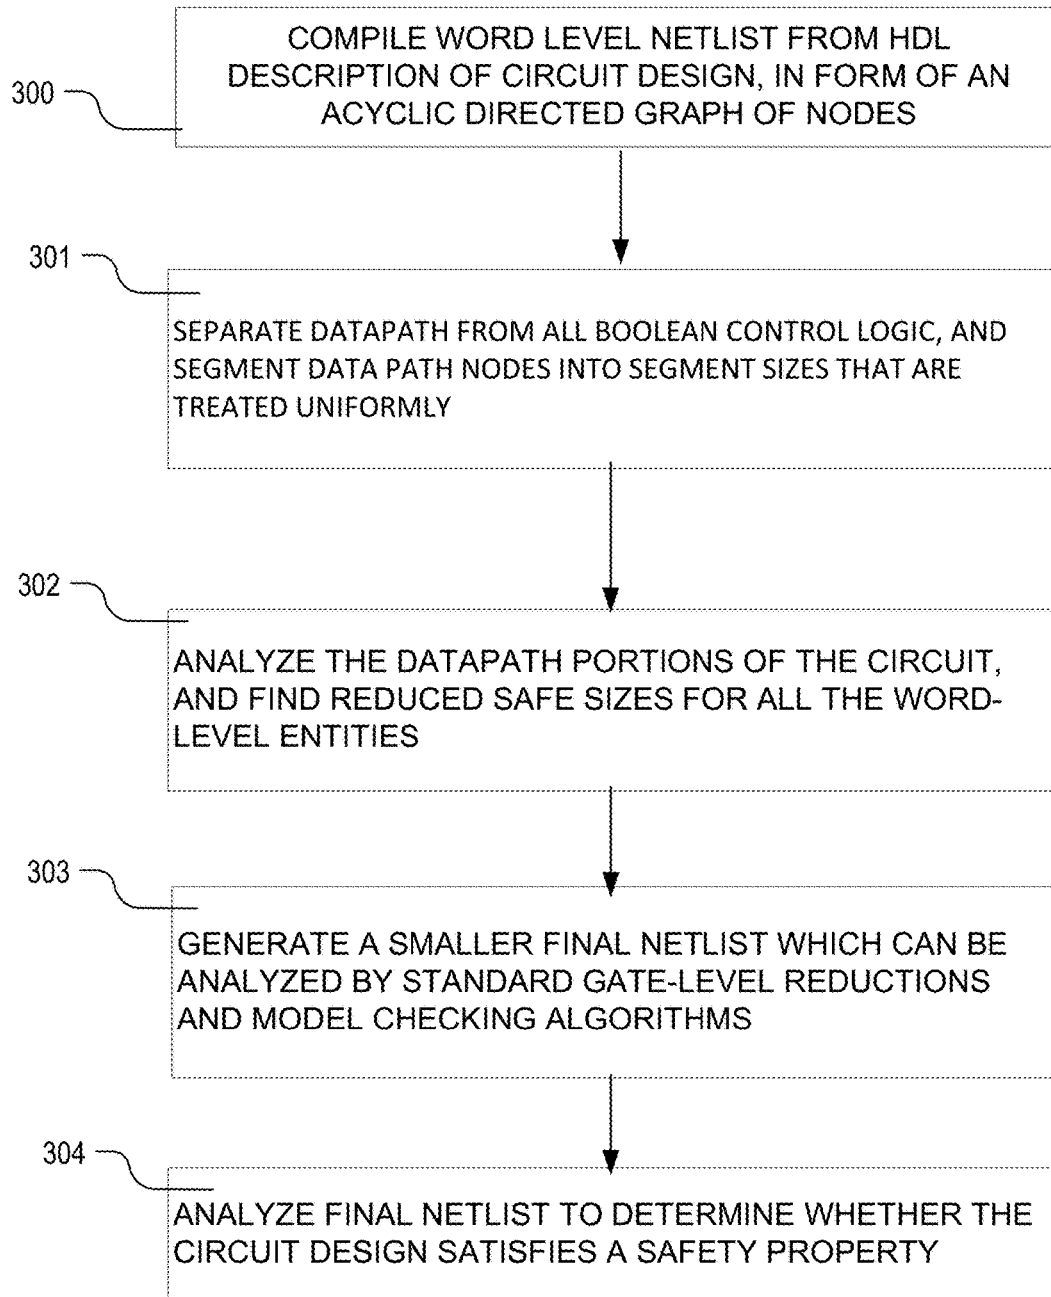 COMPILE WORD LEVEL NETLIST FROM HDL
DESCRIPTION OF CIRCUIT DESIGN, IN FORM OF AN
ACYCLIC DIRECTED GRAPH OF NODES
300
301
SEPARATE DATAPATH FROM ALL BOOLEAN CONTROL LOGIC, AND
SEGMENT DATA PATH NODES INTO SEGMENT SIZES THAT ARE
TREATED UNIFORMLY
302
ANALYZE THE DATAPATH PORTIONS OF THE CIRCUIT,
AND FIND REDUCED SAFE SIZES FOR ALL THE WORD-
LEVEL ENTITIES
303
GENERATE A SMALLER FINAL NETLIST WHICH CAN BE
ANALYZED BY STANDARD GATE-LEVEL REDUCTIONS
AND MODEL CHECKING ALGORITHMS
304
ANALYZE FINAL NETLIST TO DETERMINE WHETHER THE
CIRCUIT DESIGN SATISFIES A SAFETY PROPERTY